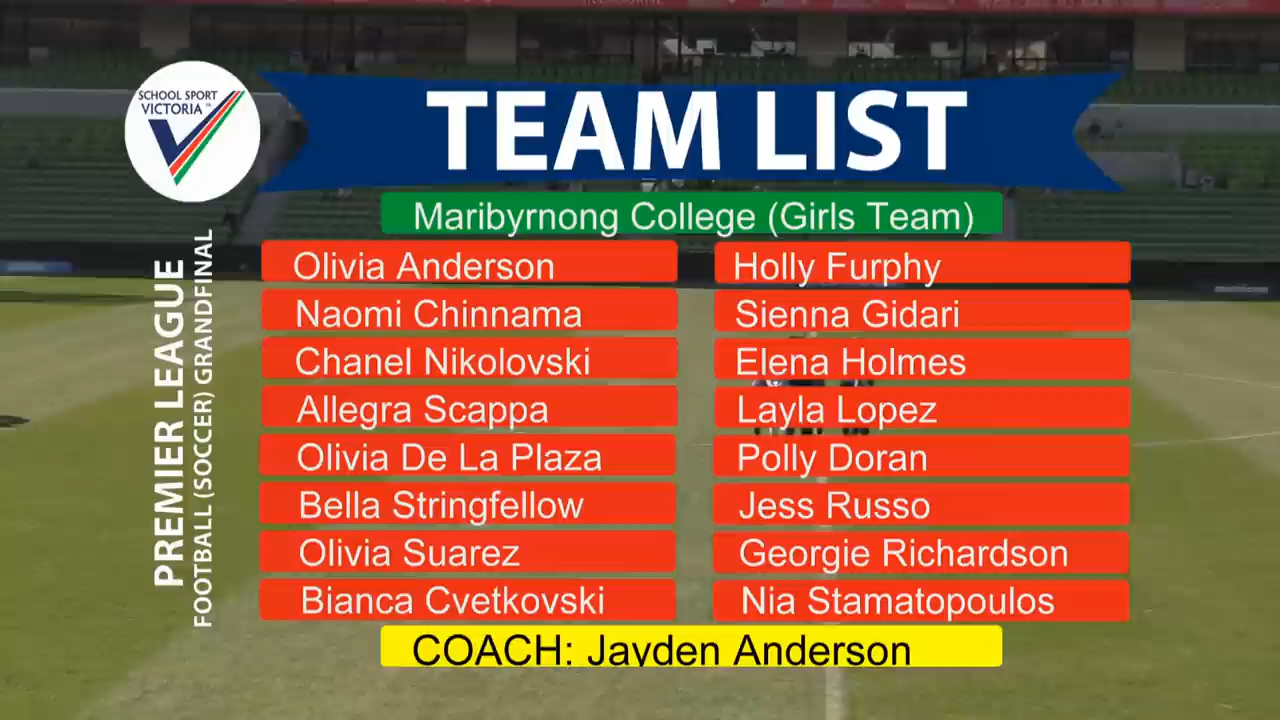 SCHOOL SPORT
VICTORIA™
TEAM LIST
Maribyrnong College (Girls Team)
PREMIER LEAGUE
FOOTBALL (SOCCER) GRANDFINAL
Olivia Anderson
Naomi Chinnama
Chanel Nikolovski
Allegra Scappa
Olivia De La Plaza
Bella Stringfellow
Olivia Suarez
Bianca Cvetkovski
Holly Furphy
Sienna Gidari
Elena Holmes
Layla Lopez
Polly Doran
Jess Russo
Georgie Richardson
Nia Stamatopoulos
COACH: Jayden Anderson